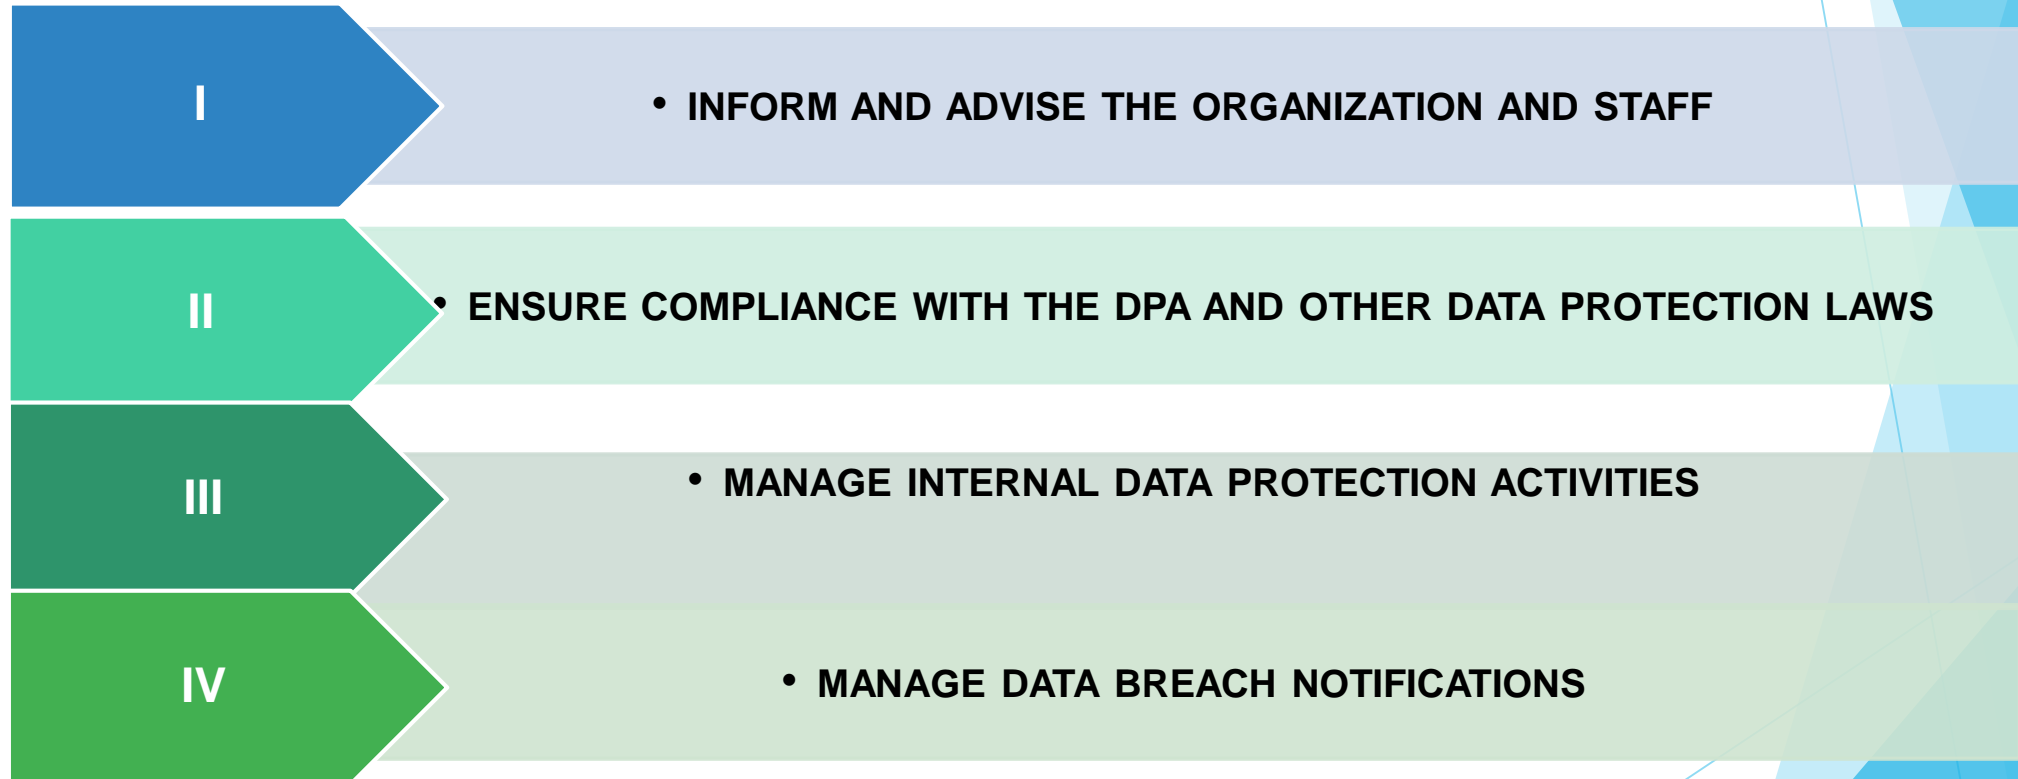 I
• INFORM AND ADVISE THE ORGANIZATION AND STAFF
II
• ENSURE COMPLIANCE WITH THE DPA AND OTHER DATA PROTECTION LAWS
III
• MANAGE INTERNAL DATA PROTECTION ACTIVITIES
IV
• MANAGE DATA BREACH NOTIFICATIONS